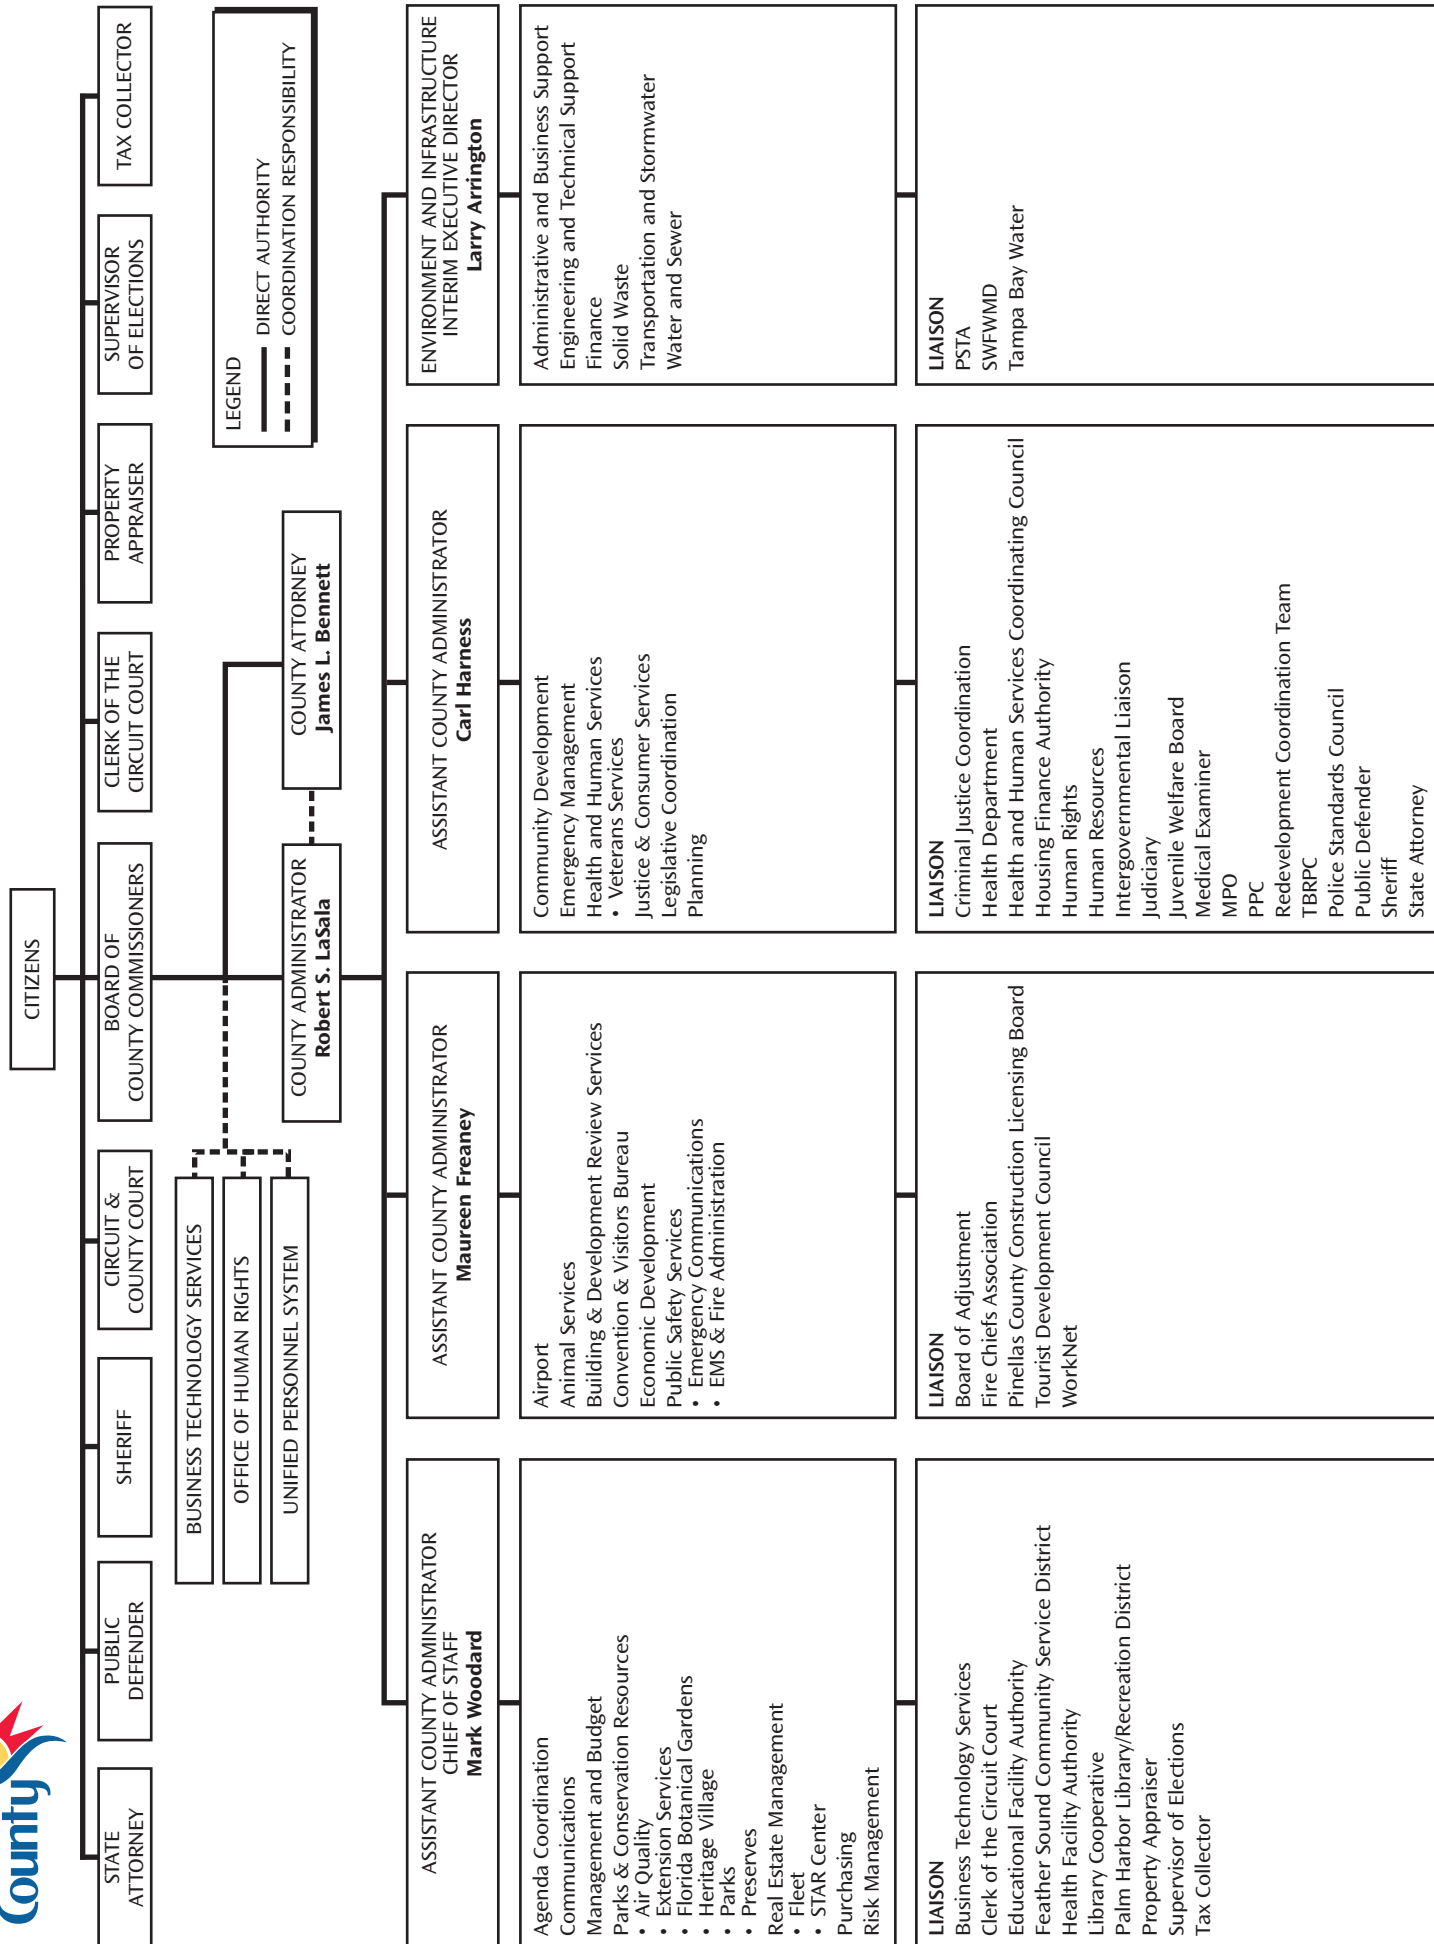 County
CITIZENS
STATE
ATTORNEY
PUBLIC
DEFENDER
SHERIFF
CIRCUIT &
COUNTY COURT
BOARD OF
COUNTY COMMISSIONERS
CLERK OF THE
CIRCUIT COURT
PROPERTY
APPRAISER
SUPERVISOR
OF ELECTIONS
TAX COLLECTOR
BUSINESS TECHNOLOGY SERVICES
OFFICE OF HUMAN RIGHTS
UNIFIED PERSONNEL SYSTEM
LEGEND
DIRECT AUTHORITY
COORDINATION RESPONSIBILITY
COUNTY ADMINISTRATOR
Robert S. LaSala
COUNTY ATTORNEY
James L. Bennett
ASSISTANT COUNTY ADMINISTRATOR
CHIEF OF STAFF
Mark Woodard
Agenda Coordination
Communications
Management and Budget
Parks & Conservation Resources
• Air Quality
• Extension Services
• Florida Botanical Gardens
• Heritage Village
• Parks
• Preserves
Real Estate Management
• Fleet
• STAR Center
Purchasing
Risk Management
LIAISON
Business Technology Services
Clerk of the Circuit Court
Educational Facility Authority
Feather Sound Community Service District
Health Facility Authority
Library Cooperative
Palm Harbor Library/Recreation District
Property Appraiser
Supervisor of Elections
Tax Collector
ASSISTANT COUNTY ADMINISTRATOR
Maureen Freaney
Airport
Animal Services
Building & Development Review Services
Convention & Visitors Bureau
Economic Development
Public Safety Services
• Emergency Communications
• EMS & Fire Administration
LIAISON
Board of Adjustment
Fire Chiefs Association
Pinellas County Construction Licensing Board
Tourist Development Council
WorkNet
ASSISTANT COUNTY ADMINISTRATOR
Carl Harness
Community Development
Emergency Management
Health and Human Services
• Veterans Services
Justice & Consumer Services
Legislative Coordination
Planning
LIAISON
Criminal Justice Coordination
Health Department
Health and Human Services Coordinating Council
Housing Finance Authority
Human Rights
Human Resources
Intergovernmental Liaison
Judiciary
Juvenile Welfare Board
Medical Examiner
MPO
PPC
Redevelopment Coordination Team
TBRPC
Police Standards Council
Public Defender
Sheriff
State Attorney
ENVIRONMENT AND INFRASTRUCTURE
INTERIM EXECUTIVE DIRECTOR
Larry Arrington
Administrative and Business Support
Engineering and Technical Support
Finance
Solid Waste
Transportation and Stormwater
Water and Sewer
LIAISON
PSTA
SWFWMD
Tampa Bay Water